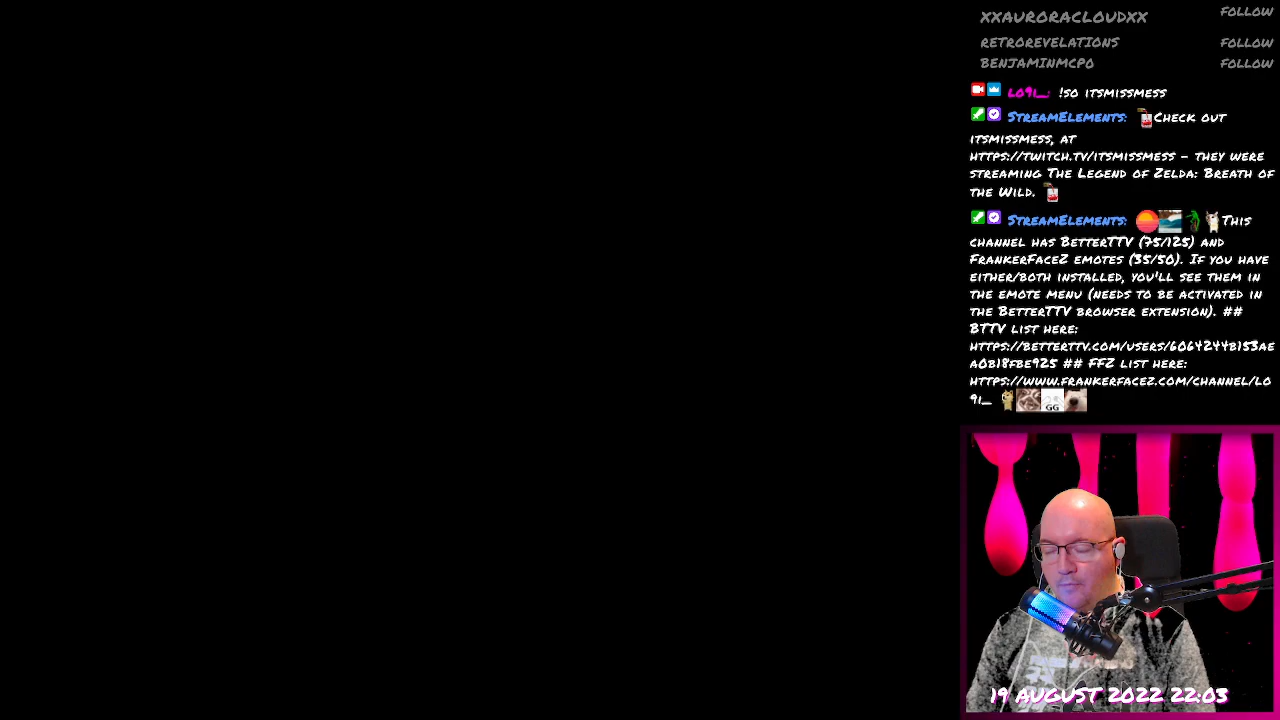 XXAURORACLOUDXX FOLLOW
RETROREVELATIONS FOLLOW
BENJAMINMCPO FOLLOW
LO9I_: !SO ITSMISSMESS
STREAMELEMENTS: CHECK OUT
ITSMISSMESS, AT
HTTPS://TWITCH.TV/ITSMISSMESS - THEY WERE
STREAMING THE LEGEND OF ZELDA: BREATH OF
THE WILD.
STREAMELEMENTS: THIS
CHANNEL HAS BETTERTTV (75/125) AND
FRANKERFACEZ EMOTES (35/50). IF YOU HAVE
EITHER/BOTH INSTALLED, YOU'LL SEE THEM IN
THE EMOTE MENU (NEEDS TO BE ACTIVATED IN
THE BETTERTTV BROWSER EXTENSION). ##
BTTV LIST HERE:
HTTPS://BETTERTTV.COM/USERS/6064244B153AE
A0B18FBE925 ## FFZ LIST HERE:
HTTPS://WWW.FRANKERFACEZ.COM/CHANNEL/LO
9I_ GG
19 AUGUST 2022 22:03